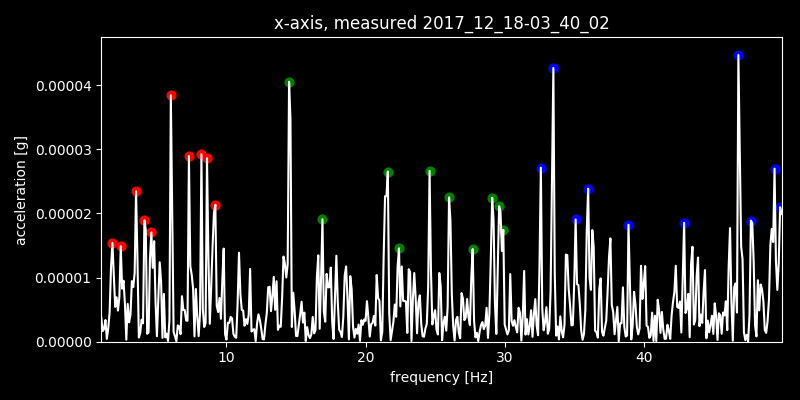 x-axis, measured 2017_12_18-03_40_02
0.00004
0.00003
0.00002
0.00001
0.00000
acceleration [g]
10 20 30 40
frequency [Hz]